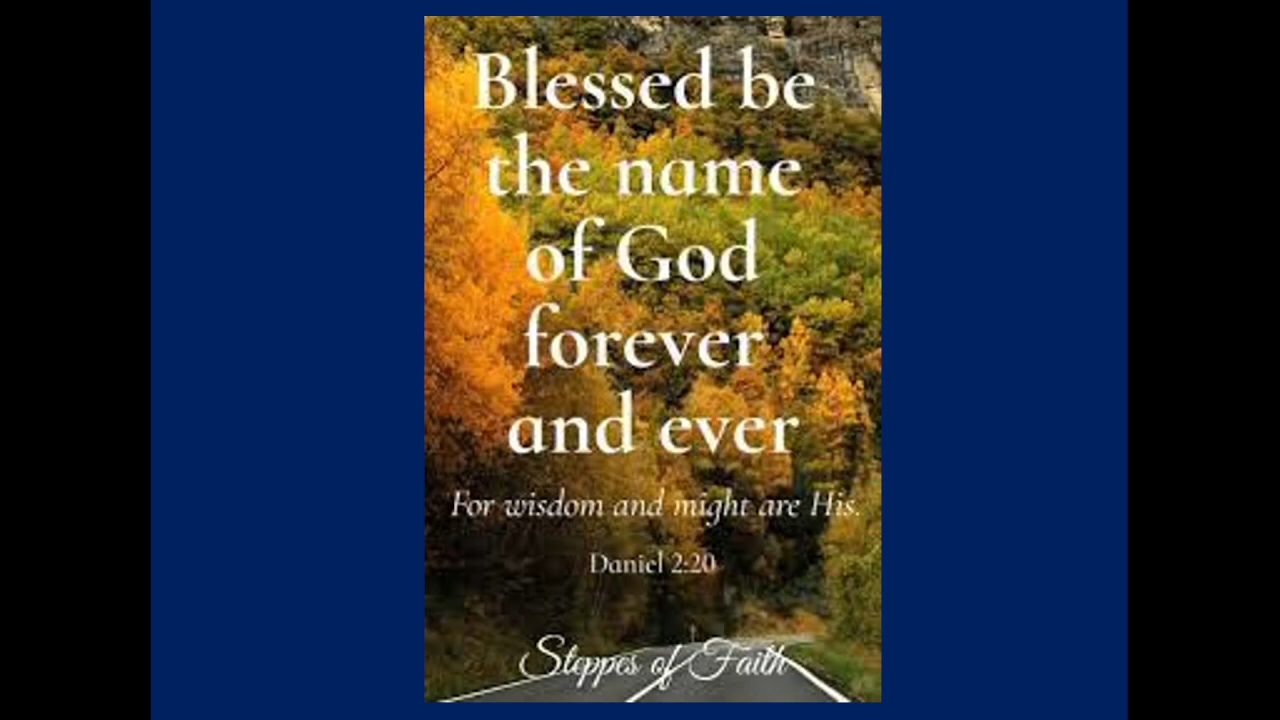 Blessed be
the name
of God
forever
and ever
For wisdom and might are His.
Daniel 2:20
Steppes of Faith